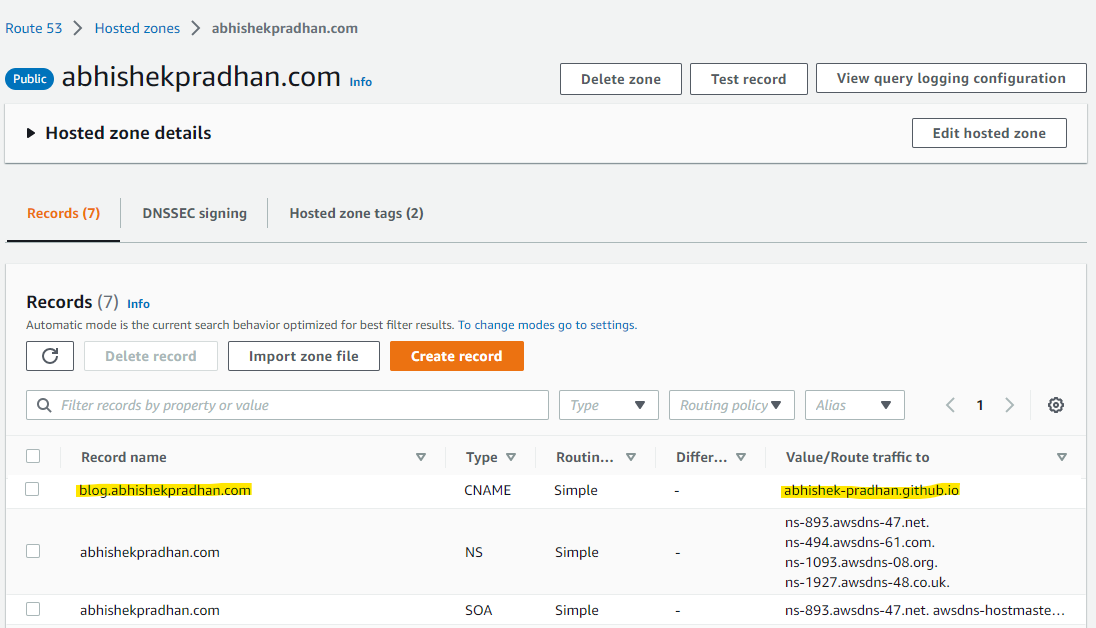 Route 53 > Hosted zones > abhishekpradhan.com
Public abhishekpradhan.com Info
Delete zone Test record View query logging configuration
Hosted zone details Edit hosted zone
Records (7) DNSSEC signing Hosted zone tags (2)
Records (7) Info
Automatic mode is the current search behavior optimized for best filter results. To change modes go to settings.
Delete record Import zone file Create record
Filter records by property or value Type Routing policy Alias 1
Record name Type Routin... Differ... Value/Route traffic to
blog.abhishekpradhan.com CNAME Simple - abhishek-pradhan.github.io
abhishekpradhan.com NS Simple - ns-893.awsdns-47.net.
ns-494.awsdns-61.com.
ns-1093.awsdns-08.org.
ns-1927.awsdns-48.co.uk.
abhishekpradhan.com SOA Simple - ns-893.awsdns-47.net. awsdns-hostmaste...